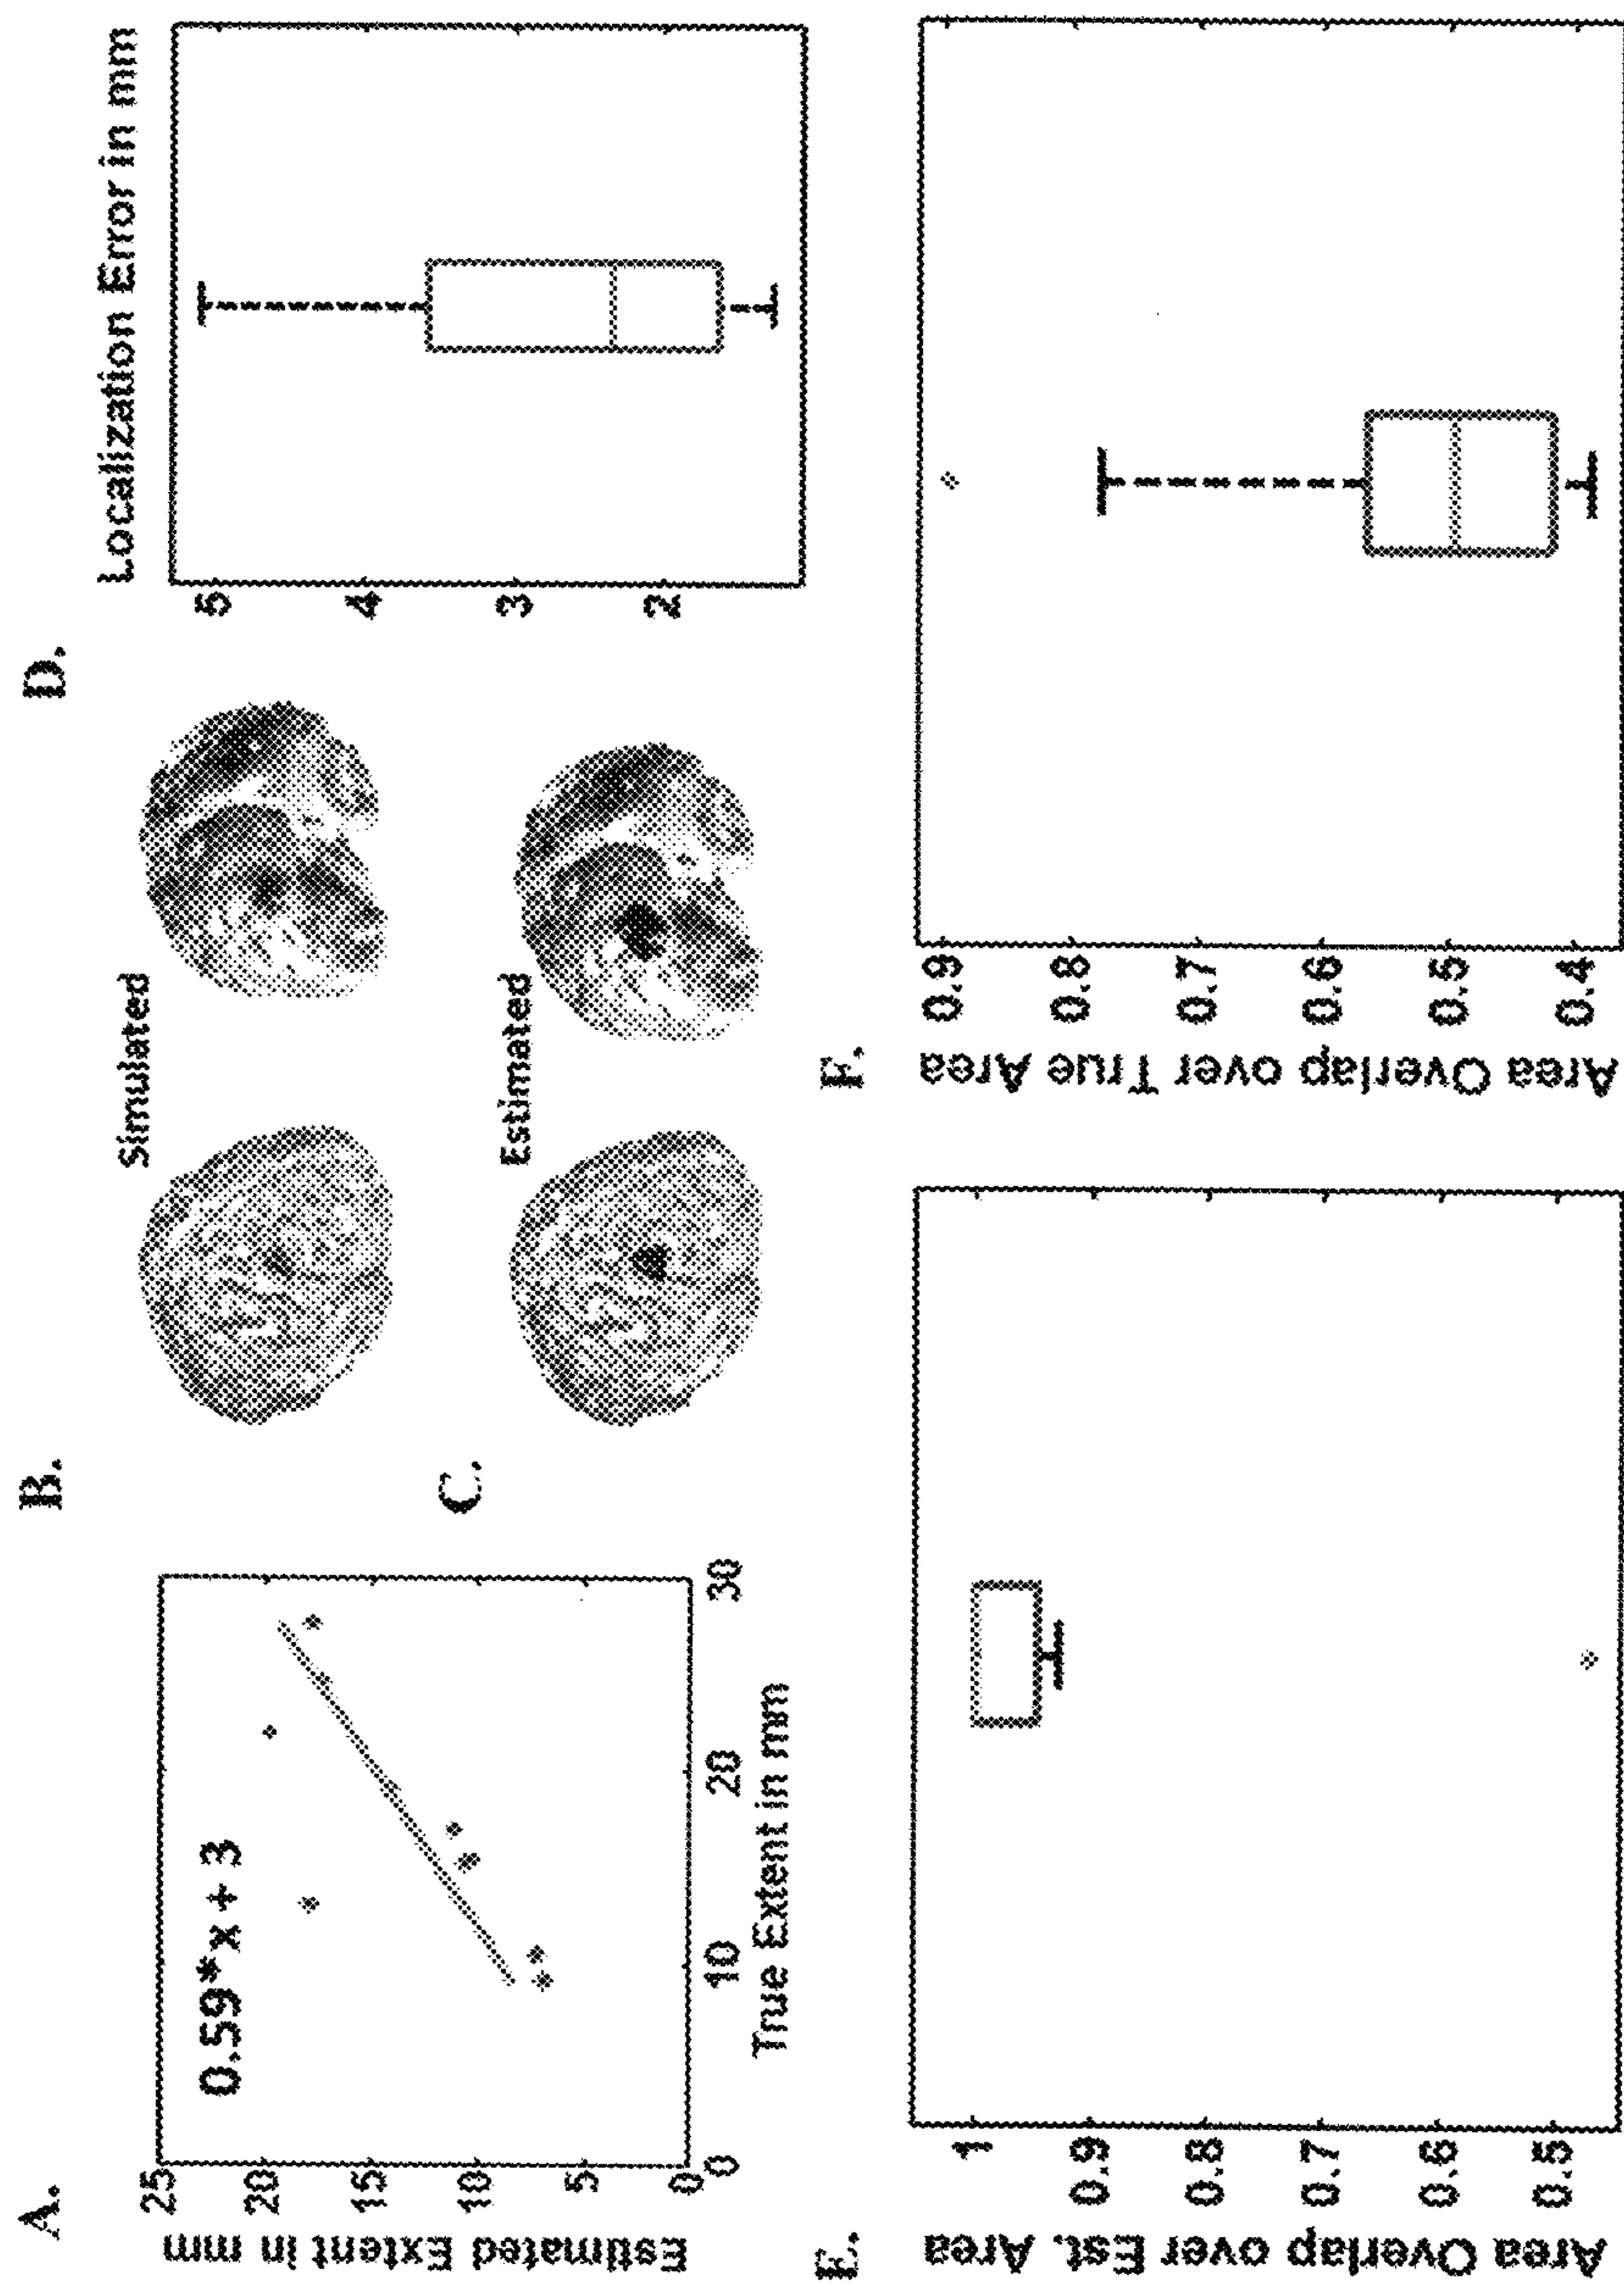 A.
0.59*x + 3
25
20
15
10
5
0
0
10
20
30
Estimated Extent in mm
True Extent in mm
B.
Simulated
C.
Estimated
D.
Localization Error in mm
5
4
3
2
E.
Area Overlap over Est. Area
1
0.9
0.8
0.7
0.6
0.5
F.
Area Overlap over True Area
0.9
0.8
0.7
0.6
0.5
0.4